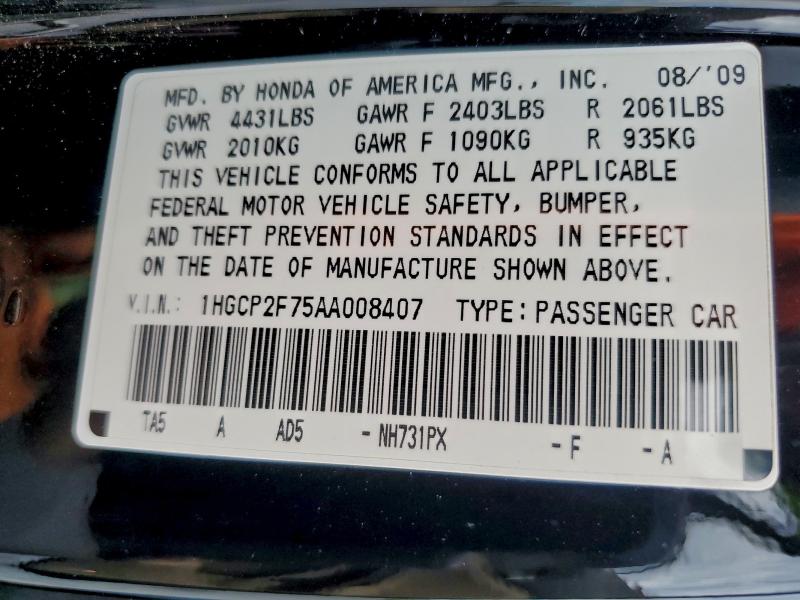 MFD. BY HONDA OF AMERICA MFG., INC. 08/'09
GVWR 4431LBS GAWR F 2403LBS R 2061LBS
GVWR 2010KG GAWR F 1090KG R 935KG
THIS VEHICLE CONFORMS TO ALL APPLICABLE
FEDERAL MOTOR VEHICLE SAFETY, BUMPER,
AND THEFT PREVENTION STANDARDS IN EFFECT
ON THE DATE OF MANUFACTURE SHOWN ABOVE.
V.I.N.: 1HGCP2F75AA008407 TYPE: PASSENGER CAR
TA5 A AD5 - NH731PX - F - A